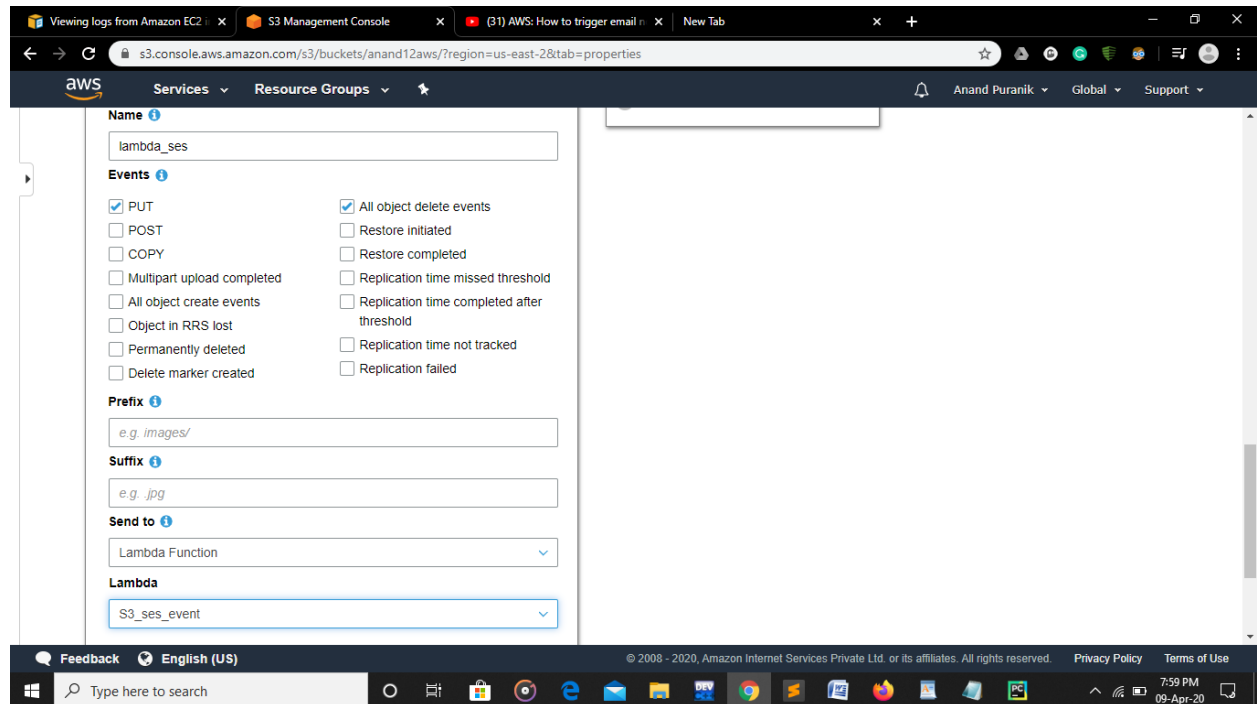 Viewing logs from Amazon EC2 i
S3 Management Console
(31) AWS: How to trigger email n
New Tab
s3.console.aws.amazon.com/s3/buckets/anand12aws/?region=us-east-2&tab=properties
aws Services Resource Groups Anand Puranik Global Support
Name
lambda_ses
Events
PUT
POST
COPY
Multipart upload completed
All object create events
Object in RRS lost
Permanently deleted
Delete marker created
All object delete events
Restore initiated
Restore completed
Replication time missed threshold
Replication time completed after
threshold
Replication time not tracked
Replication failed
Prefix
e.g. images/
Suffix
e.g. .jpg
Send to
Lambda Function
Lambda
S3_ses_event
Feedback English (US) © 2008 - 2020, Amazon Internet Services Private Ltd. or its affiliates. All rights reserved. Privacy Policy Terms of Use
Type here to search
DEV
PC
7:59 PM
09-Apr-20